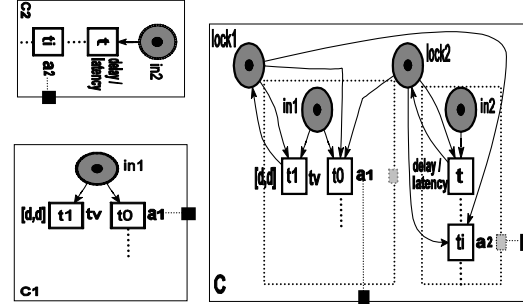 C2
ti
t
a2
delay /
latency
in2
in1
[d,d]
t1
tv
t0
a1
C1
lock1
lock2
in1
in2
[d,d]
t1
tv
t0
a1
delay /
latency
t
ti
a2
C